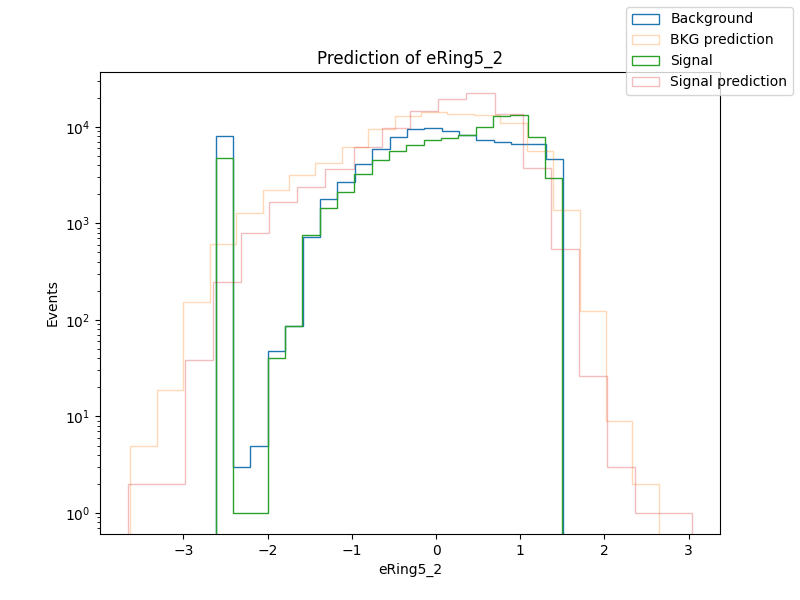 Prediction of eRing5_2
Background
BKG prediction
Signal
Signal prediction
Events
10⁴
10³
10²
10¹
10⁰
−3 −2 −1 0 1 2 3
eRing5_2